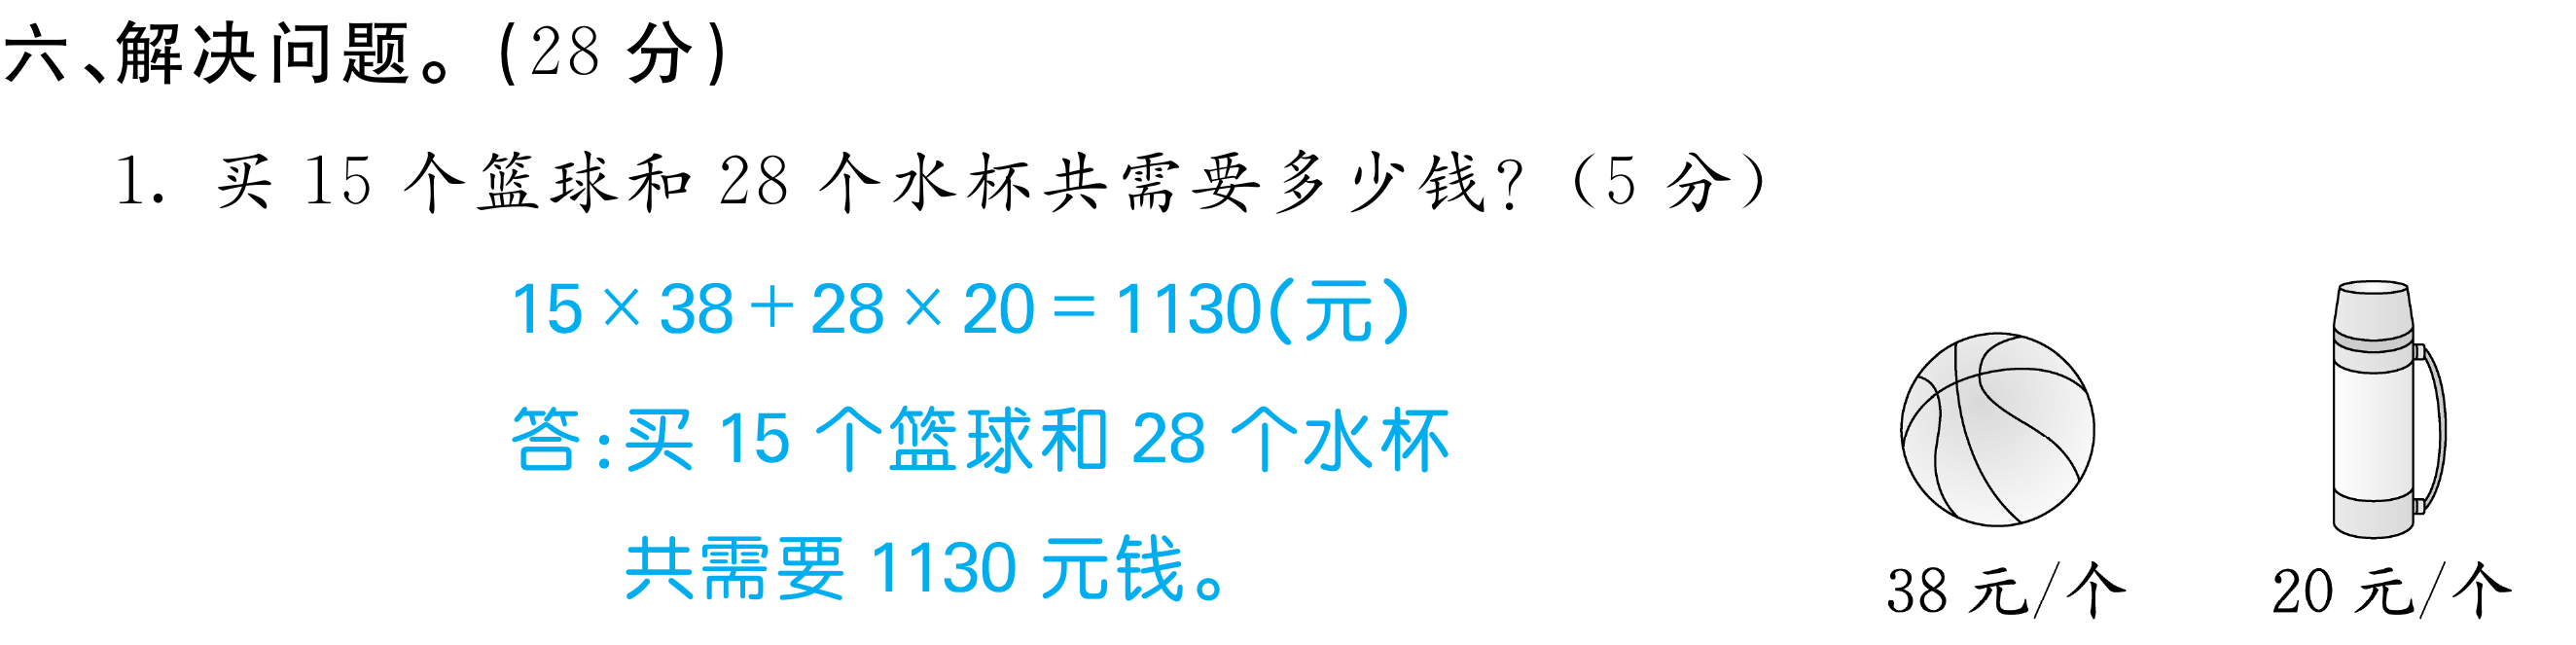 六、解决问题。(28 分)
1. 买 15 个篮球和 28 个水杯共需要多少钱?（5 分）
15×38+28×20=1130(元)
答:买 15 个篮球和 28 个水杯
共需要 1130 元钱。
38 元/个 20 元/个